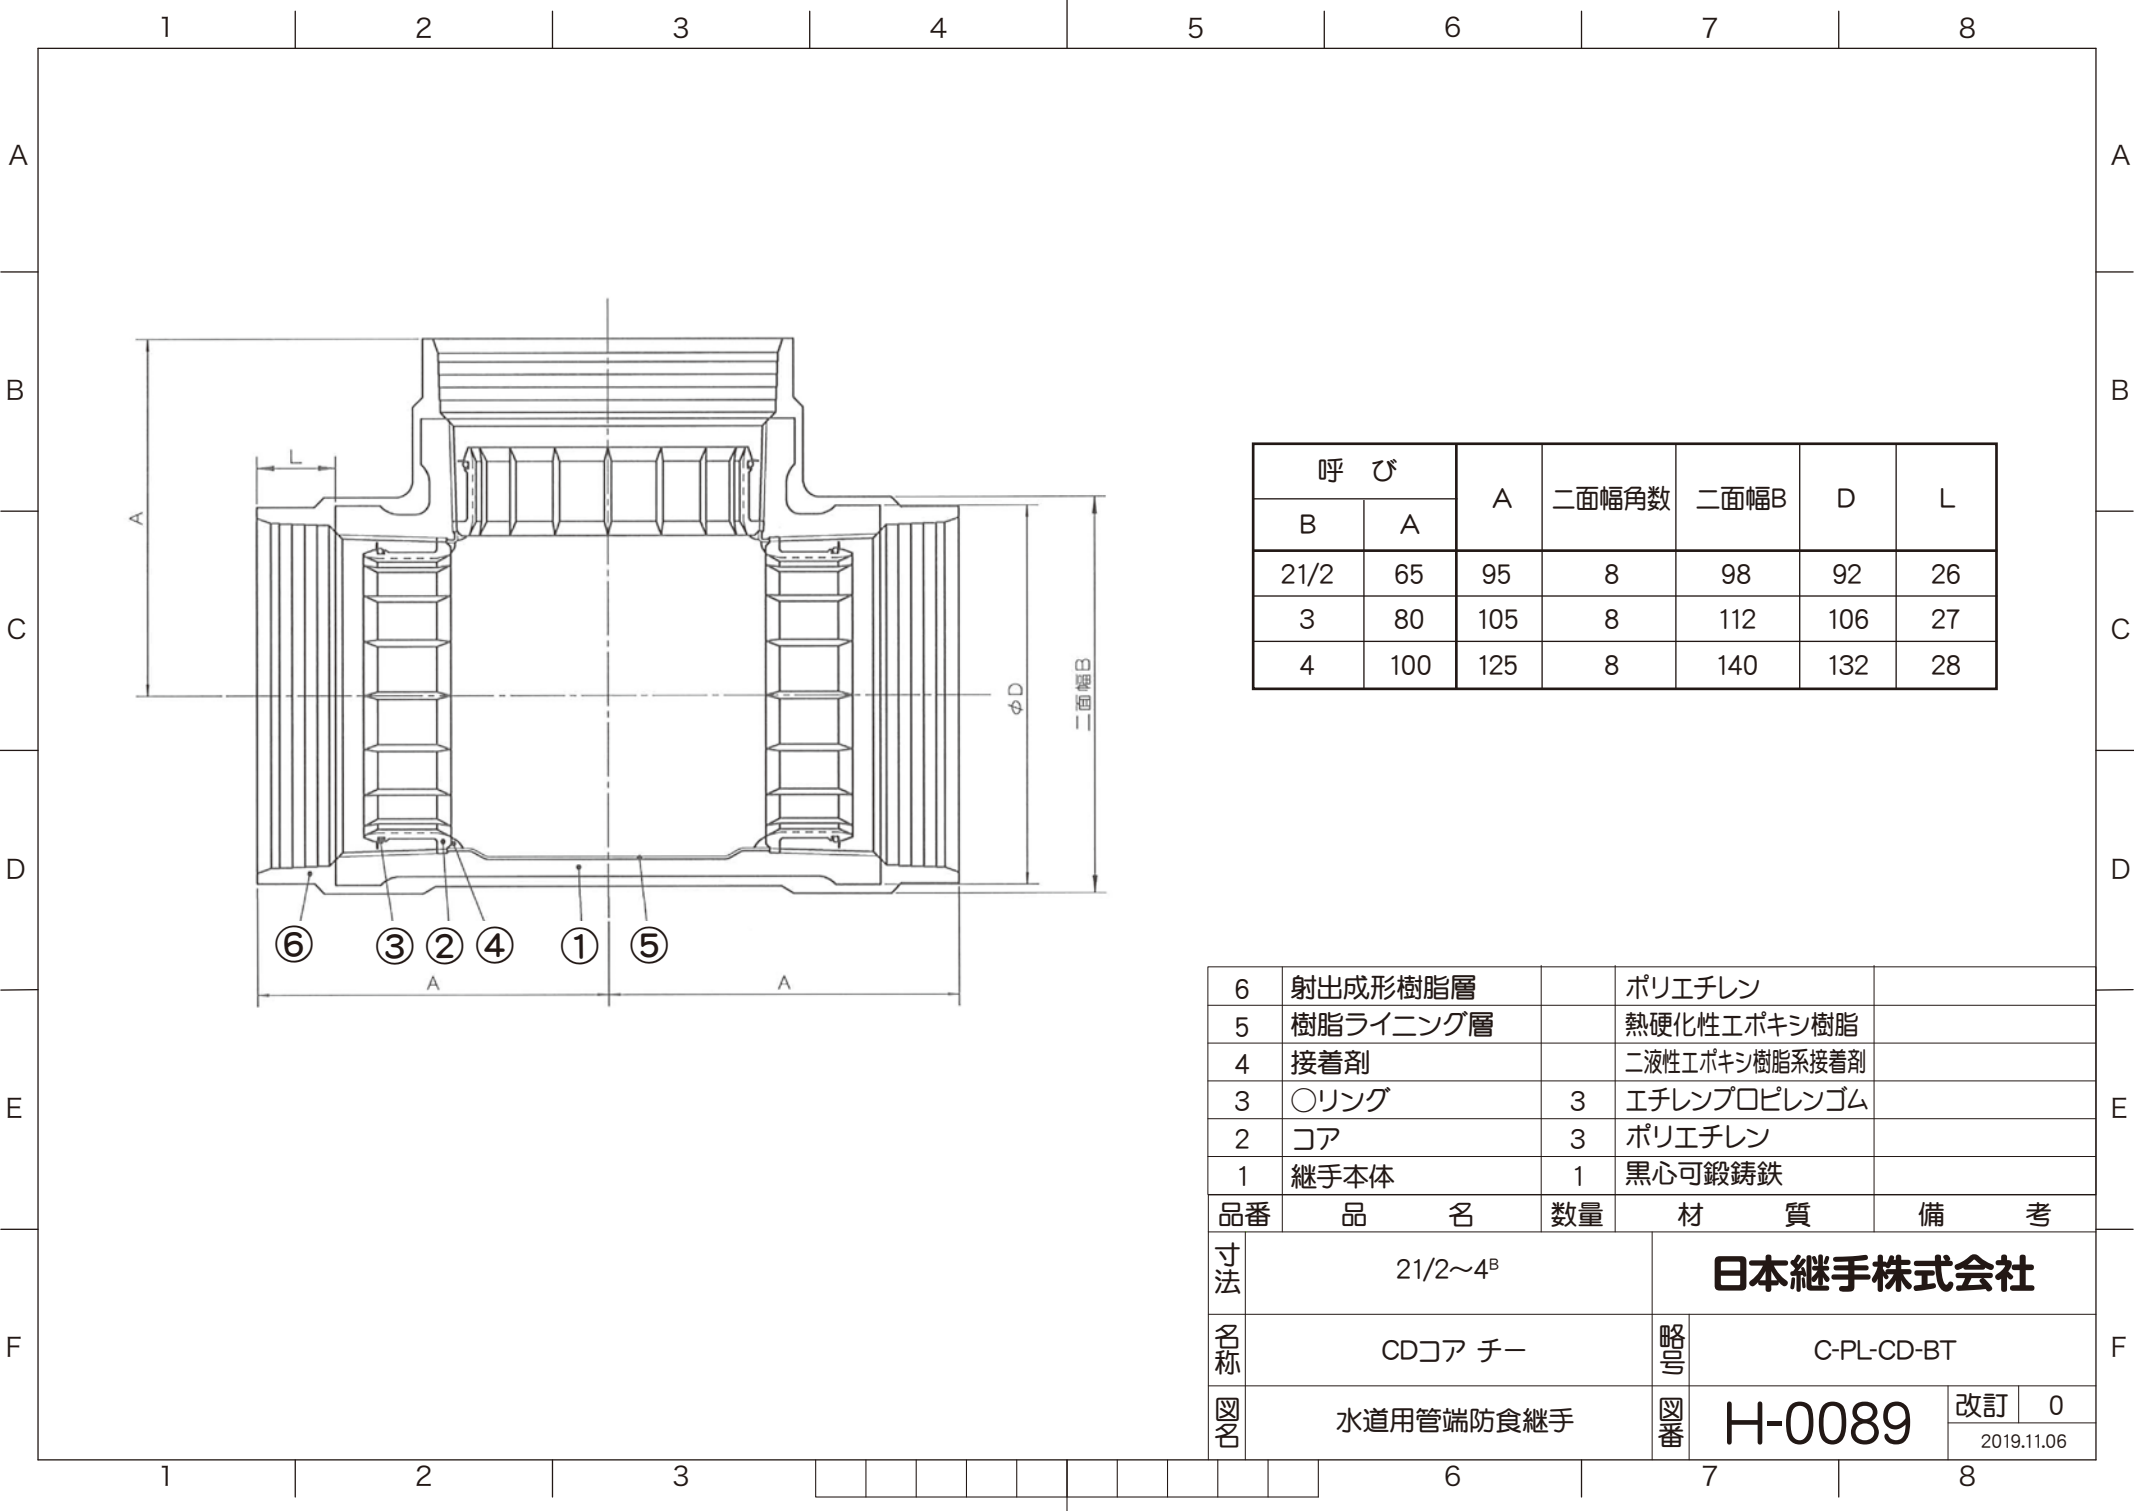 1 2 3 4 5 6 7 8
A A
B B
C C
D D
E E
F F
A
L
A
φD
二面幅B
⑥ ③ ② ④ ① ⑤
A A
呼 び A 二面幅角数 二面幅B D L
B A
21/2 65 95 8 98 92 26
3 80 105 8 112 106 27
4 100 125 8 140 132 28
6 射出成形樹脂層 ポリエチレン
5 樹脂ライニング層 熱硬化性エポキシ樹脂
4 接着剤 二液性エポキシ樹脂系接着剤
3 ○リング 3 エチレンプロピレンゴム
2 コア 3 ポリエチレン
1 継手本体 1 黒心可鍛鋳鉄
品番 品 名 数量 材 質 備 考
寸法 21/2～4B 日本継手株式会社
名称 CDコア チー 略号 C-PL-CD-BT
図名 水道用管端防食継手 図番 H-0089 改訂 0
2019.11.06
1 2 3 6 7 8